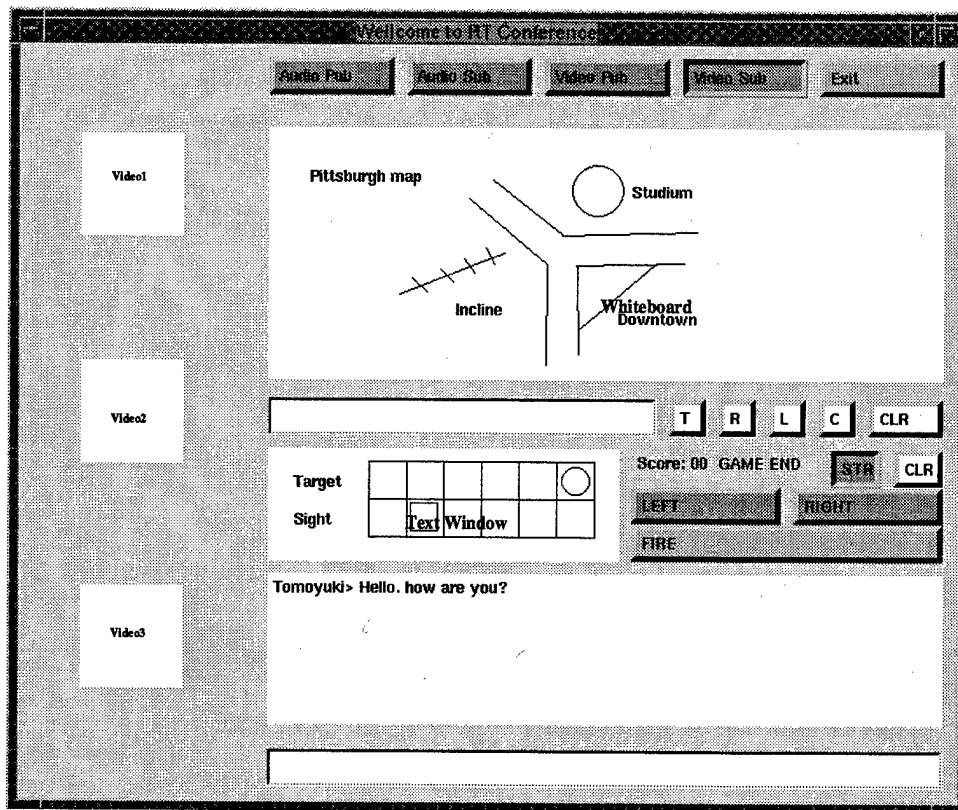 Wellcome to RT Conference
Audio Pub Audio Sub Video Pub Video Sub Exit
Video1
Pittsburgh map
Studium
Incline
Whiteboard
Downtown
Video2
T R L C CLR
Target
Sight
Text Window
Score: 00 GAME END STR CLR
LEFT RIGHT
FIRE
Tomoyuki> Hello. how are you?
Video3